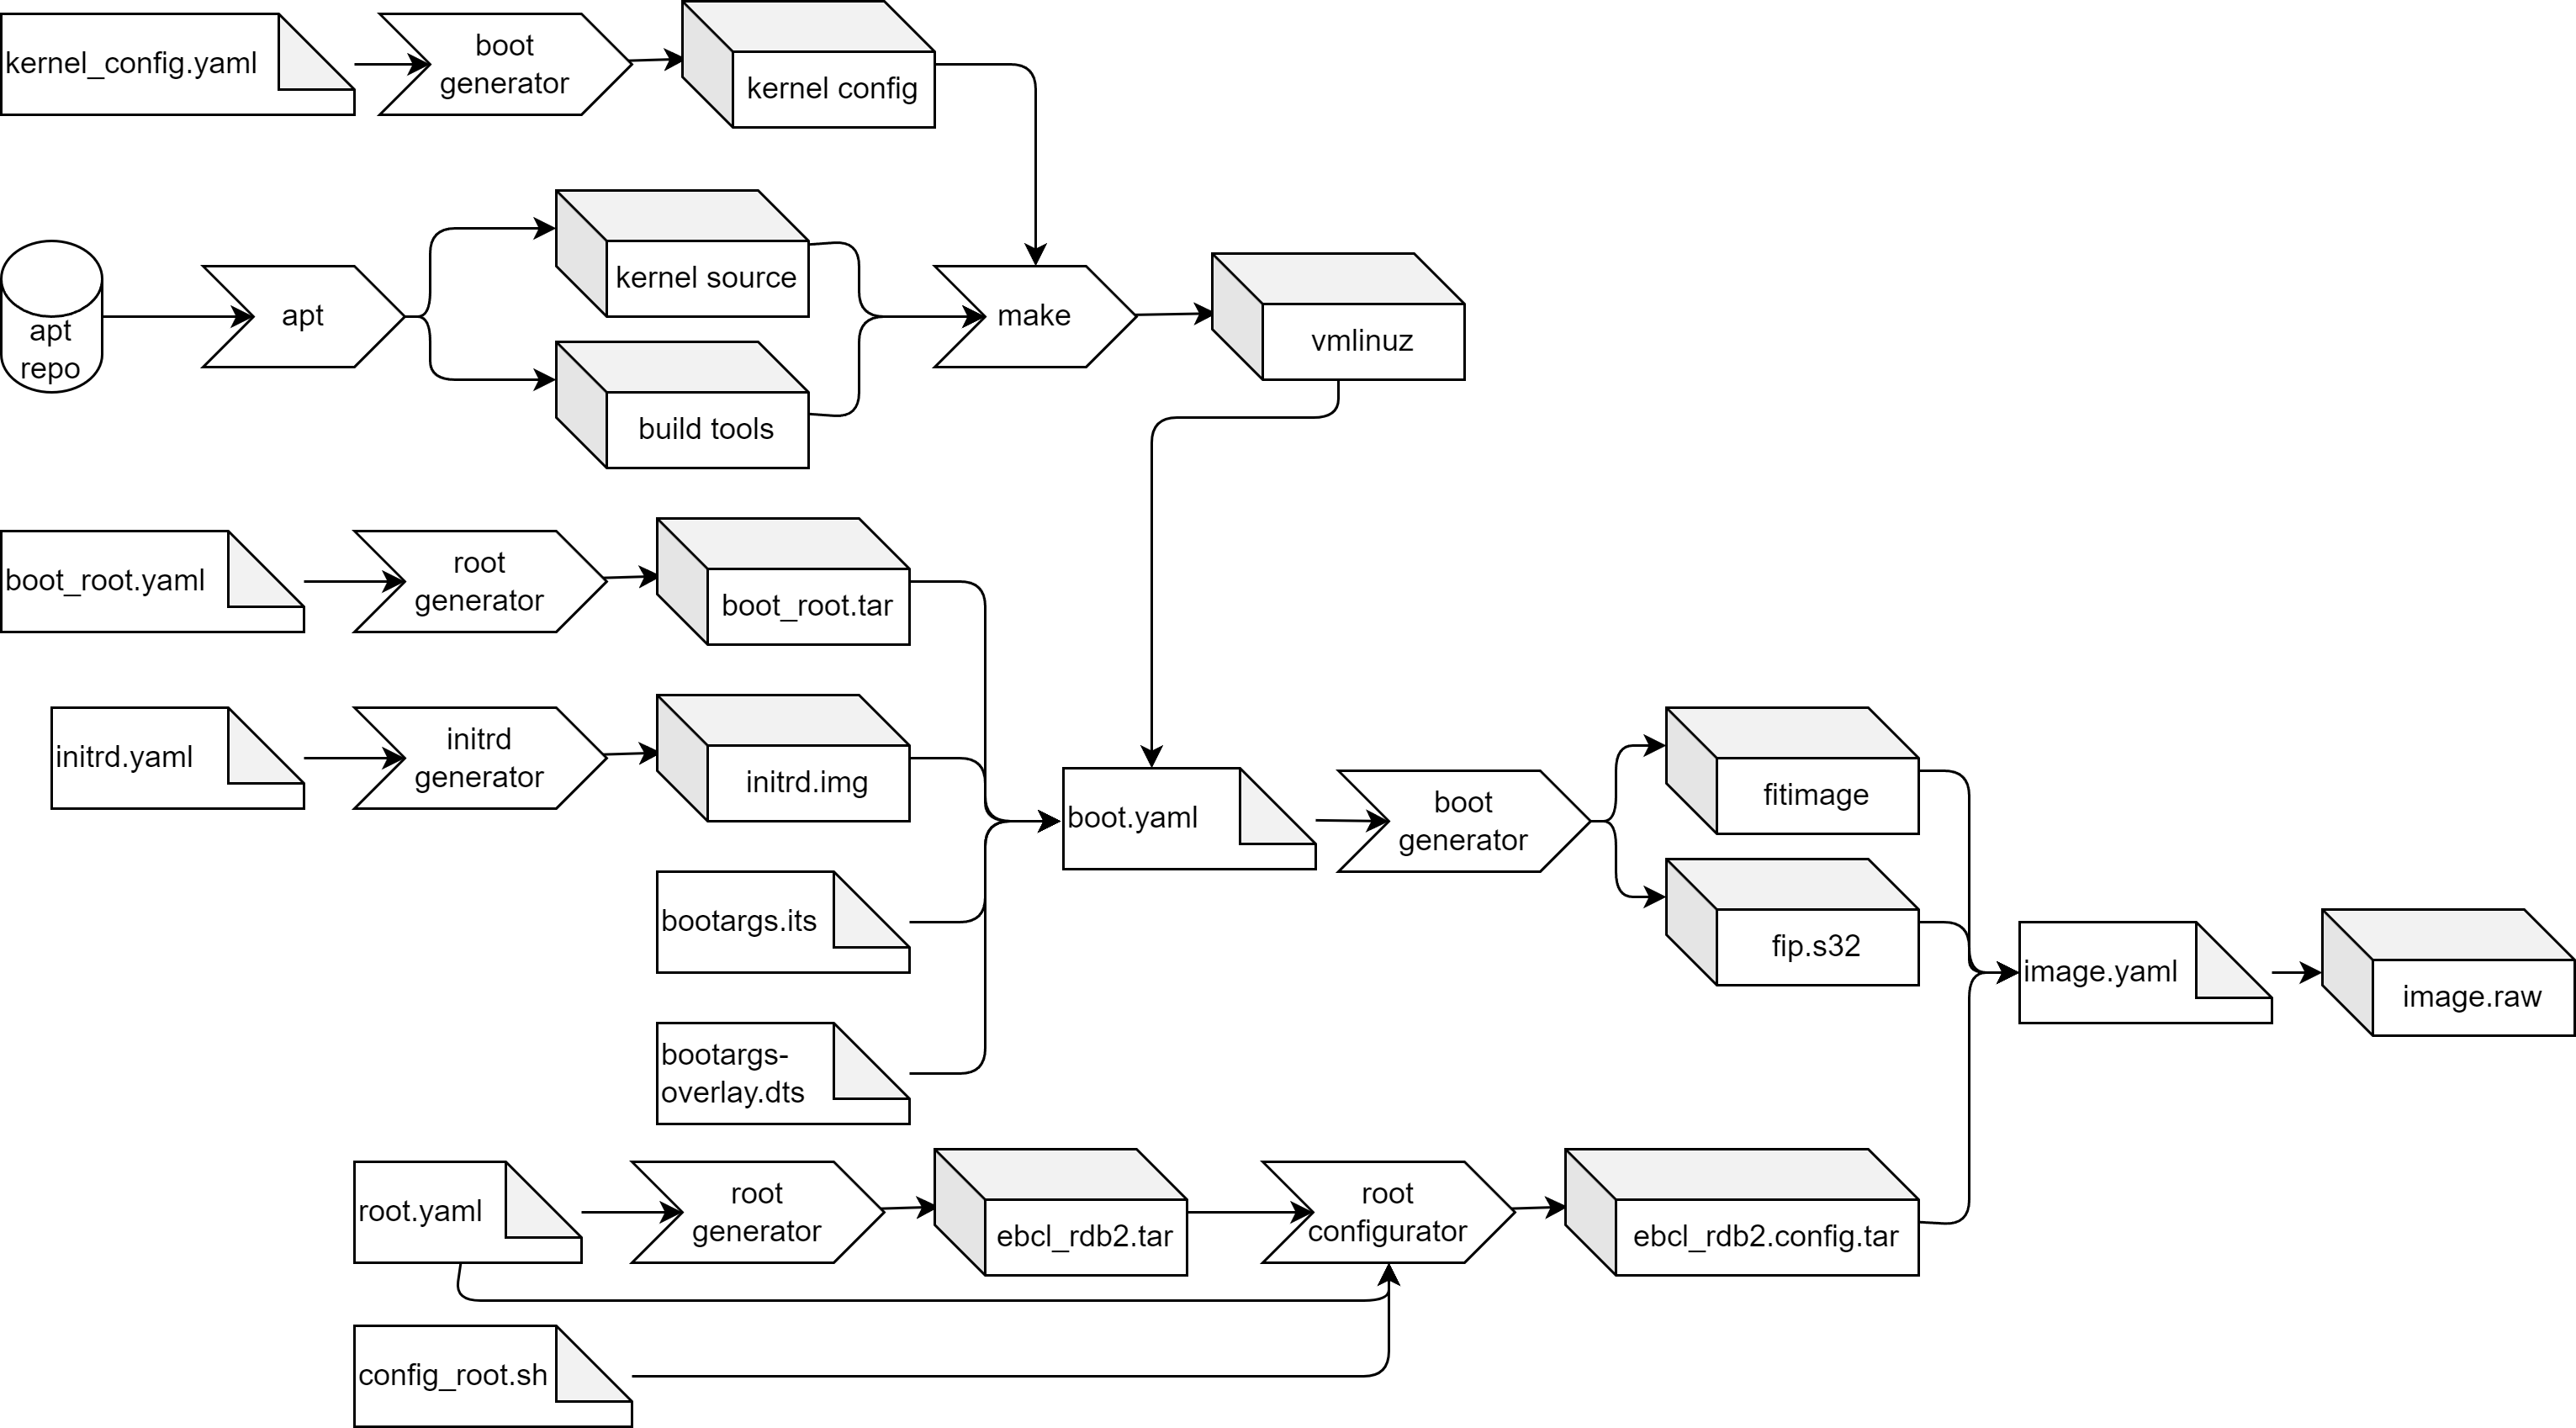 kernel_config.yaml
boot
generator
kernel config
apt
repo
apt
kernel source
build tools
make
vmlinuz
boot_root.yaml
root
generator
boot_root.tar
initrd.yaml
initrd
generator
initrd.img
bootargs.its
bootargs-
overlay.dts
boot.yaml
boot
generator
fitimage
fip.s32
image.yaml
image.raw
root.yaml
root
generator
ebcl_rdb2.tar
root
configurator
ebcl_rdb2.config.tar
config_root.sh